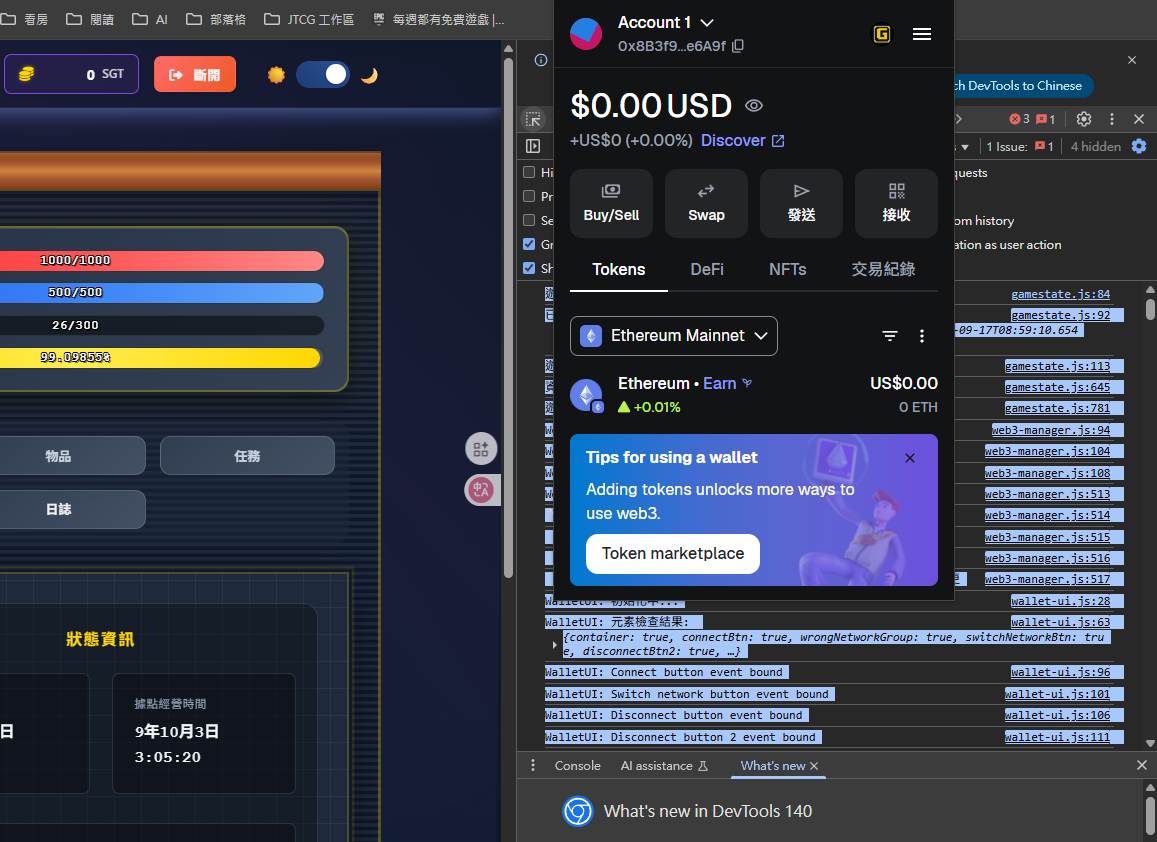 看房
閱讀
AI
部落格
JTCG 工作區
EPIC
每週都有免費遊戲 |...
0 SGT
斷開
1000/1000
500/500
26/300
99.09855%
物品
任務
日誌
狀態資訊
日
據點經營時間
9年10月3日
3:05:20
Account 1
0x8B3f9...e6A9f
G
$0.00 USD
+US$0 (+0.00%) Discover
Buy/Sell
Swap
發送
接收
Tokens
DeFi
NFTs
交易紀錄
Ethereum Mainnet
Ethereum • Earn
US$0.00
+0.01%
0 ETH
Tips for using a wallet
Adding tokens unlocks more ways to
use web3.
Token marketplace
ch DevTools to Chinese
3
1
1 Issue:
1
4 hidden
Hi
quests
Pr
Se
om history
Gr
ation as user action
Sh
gamestate.js:84
gamestate.js:92
-09-17T08:59:10.654
gamestate.js:113
gamestate.js:645
gamestate.js:781
web3-manager.js:94
web3-manager.js:104
web3-manager.js:108
web3-manager.js:513
web3-manager.js:514
web3-manager.js:515
web3-manager.js:516
web3-manager.js:517
WalletUI: 初始化中...
wallet-ui.js:28
WalletUI: 元素檢查結果:
wallet-ui.js:63
{container: true, connectBtn: true, wrongNetworkGroup: true, switchNetworkBtn: tru
e, disconnectBtn2: true, …}
WalletUI: Connect button event bound
wallet-ui.js:96
WalletUI: Switch network button event bound
wallet-ui.js:101
WalletUI: Disconnect button event bound
wallet-ui.js:106
WalletUI: Disconnect button 2 event bound
wallet-ui.js:111
Console
AI assistance
What's new
What's new in DevTools 140